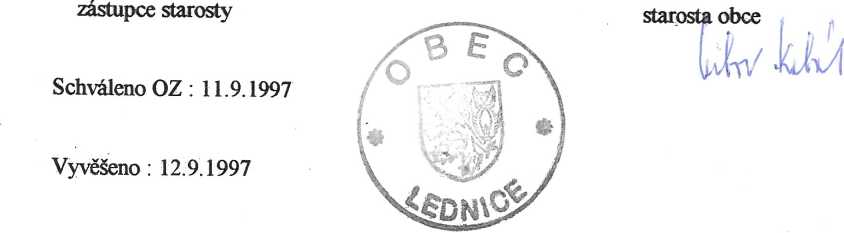 zástupce starosty
starosta obce
Schváleno OZ : 11.9.1997
OBEC
LEDNICE
Vyvěšeno : 12.9.1997